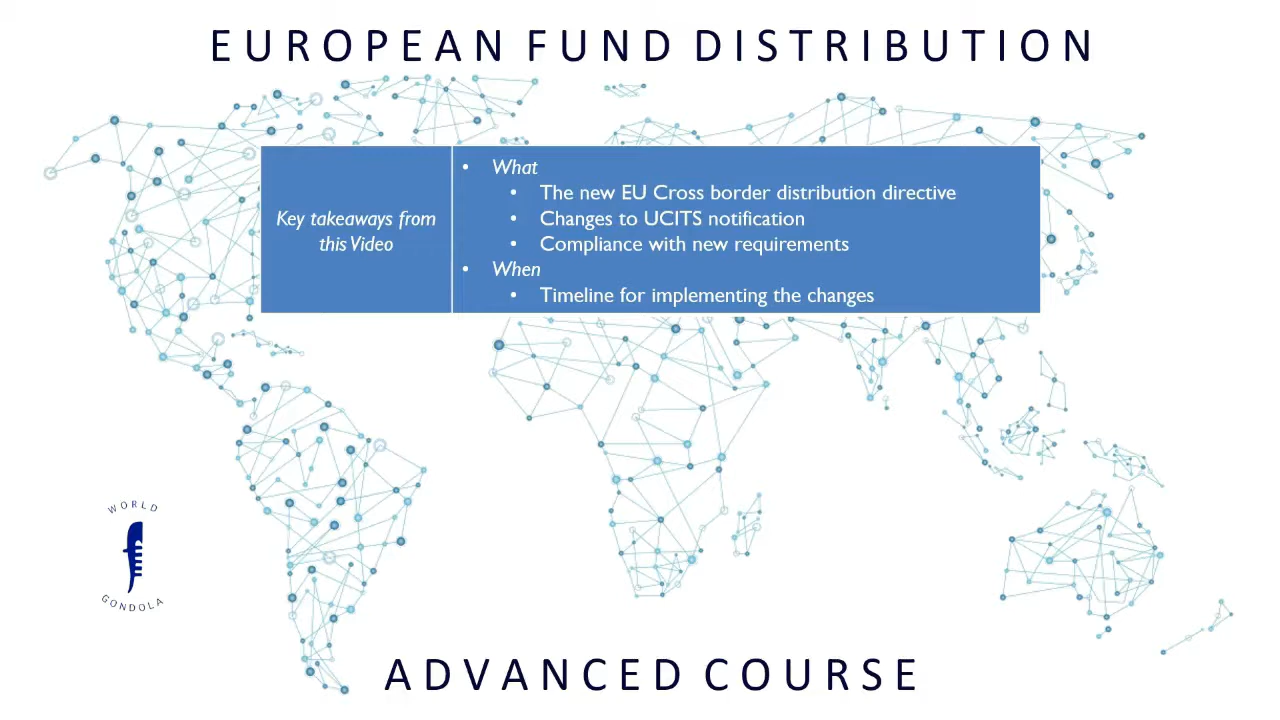 EUROPEAN FUND DISTRIBUTION
Key takeaways from
this Video
• What
• The new EU Cross border distribution directive
• Changes to UCITS notification
• Compliance with new requirements
• When
• Timeline for implementing the changes
WORLD
GONDOLA
ADVANCED COURSE